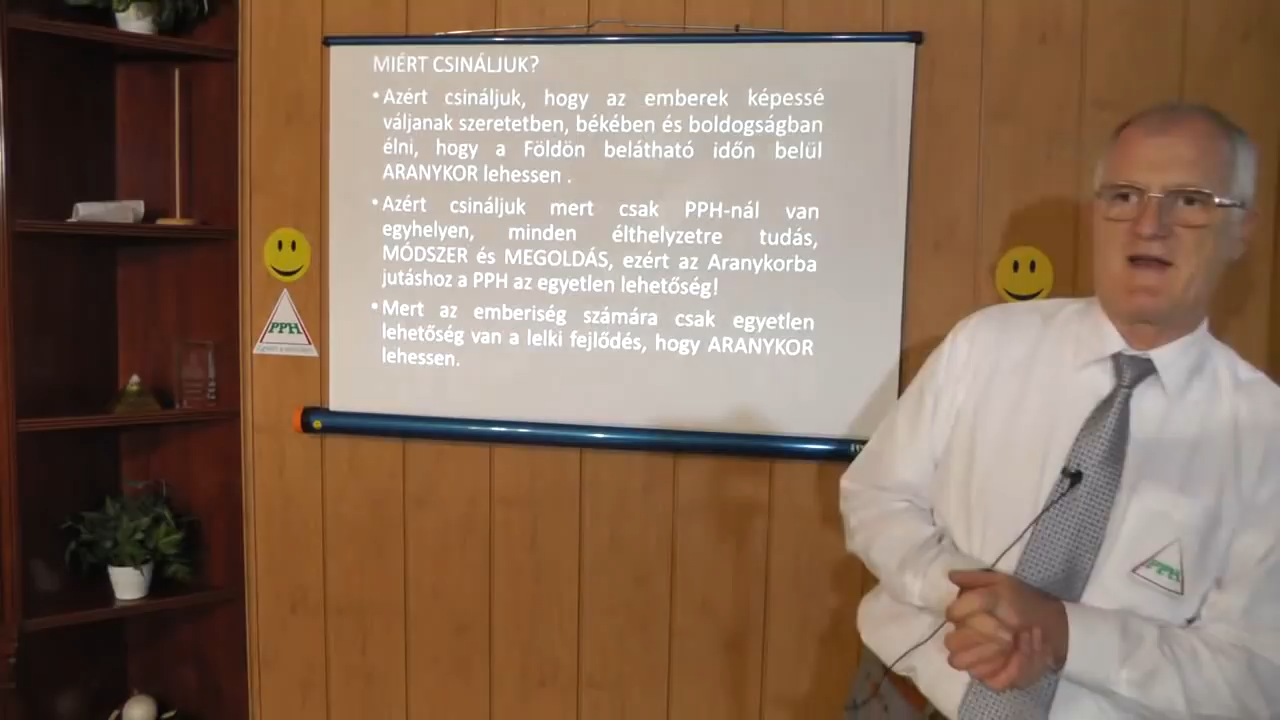 MIÉRT CSINÁLJUK?
• Azért csináljuk, hogy az emberek képessé
váljanak szeretetben, békében és boldogságban
élni, hogy a Földön belátható időn belül
ARANYKOR lehessen .
• Azért csináljuk mert csak PPH-nál van
egyhelyen, minden élthelyzetre tudás,
MÓDSZER és MEGOLDÁS, ezért az Aranykorba
jutáshoz a PPH az egyetlen lehetőség!
• Mert az emberiség számára csak egyetlen
lehetőség van a lelki fejlődés, hogy ARANYKOR
lehessen.
PPH
PPH